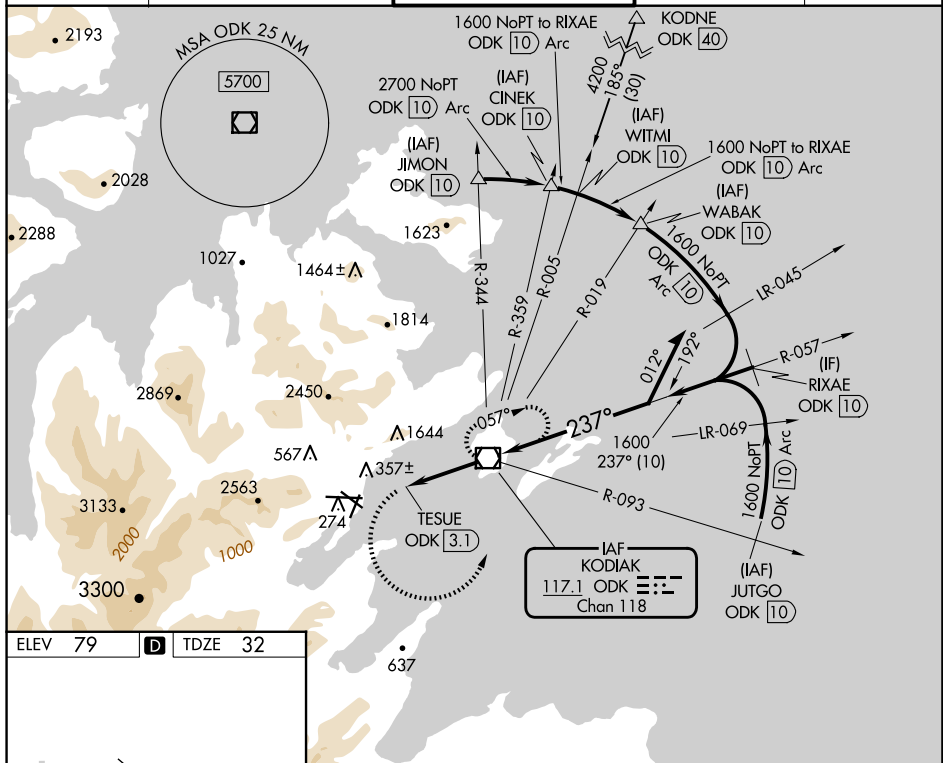 2193
MSA ODK 25 NM
5700
1600 NoPT to RIXAE
ODK 10 Arc
KODNE
ODK 40
4200
185°
(30)
2700 NoPT
ODK 10 Arc
(IAF)
CINEK
ODK 10
(IAF)
WITMI
ODK 10
(IAF)
JIMON
ODK 10
1600 NoPT to RIXAE
ODK 10 Arc
(IAF)
WABAK
ODK 10
2028
2288
1623
1027
1464±
1814
R-344
R-359
R-005
R-019
1600 NoPT
ODK 10
Arc
LR-045
R-057
(IF)
RIXAE
ODK 10
012°
192°
2869
2450
057°
237°
1600
237° (10)
LR-069
1644
567
357±
2563
274
3133
2000
1000
3300
TESUE
ODK 3.1
R-093
1600 NoPT
ODK 10 Arc
IAF
KODIAK
117.1 ODK
Chan 118
(IAF)
JUTGO
ODK 10
637
ELEV 79
D
TDZE 32